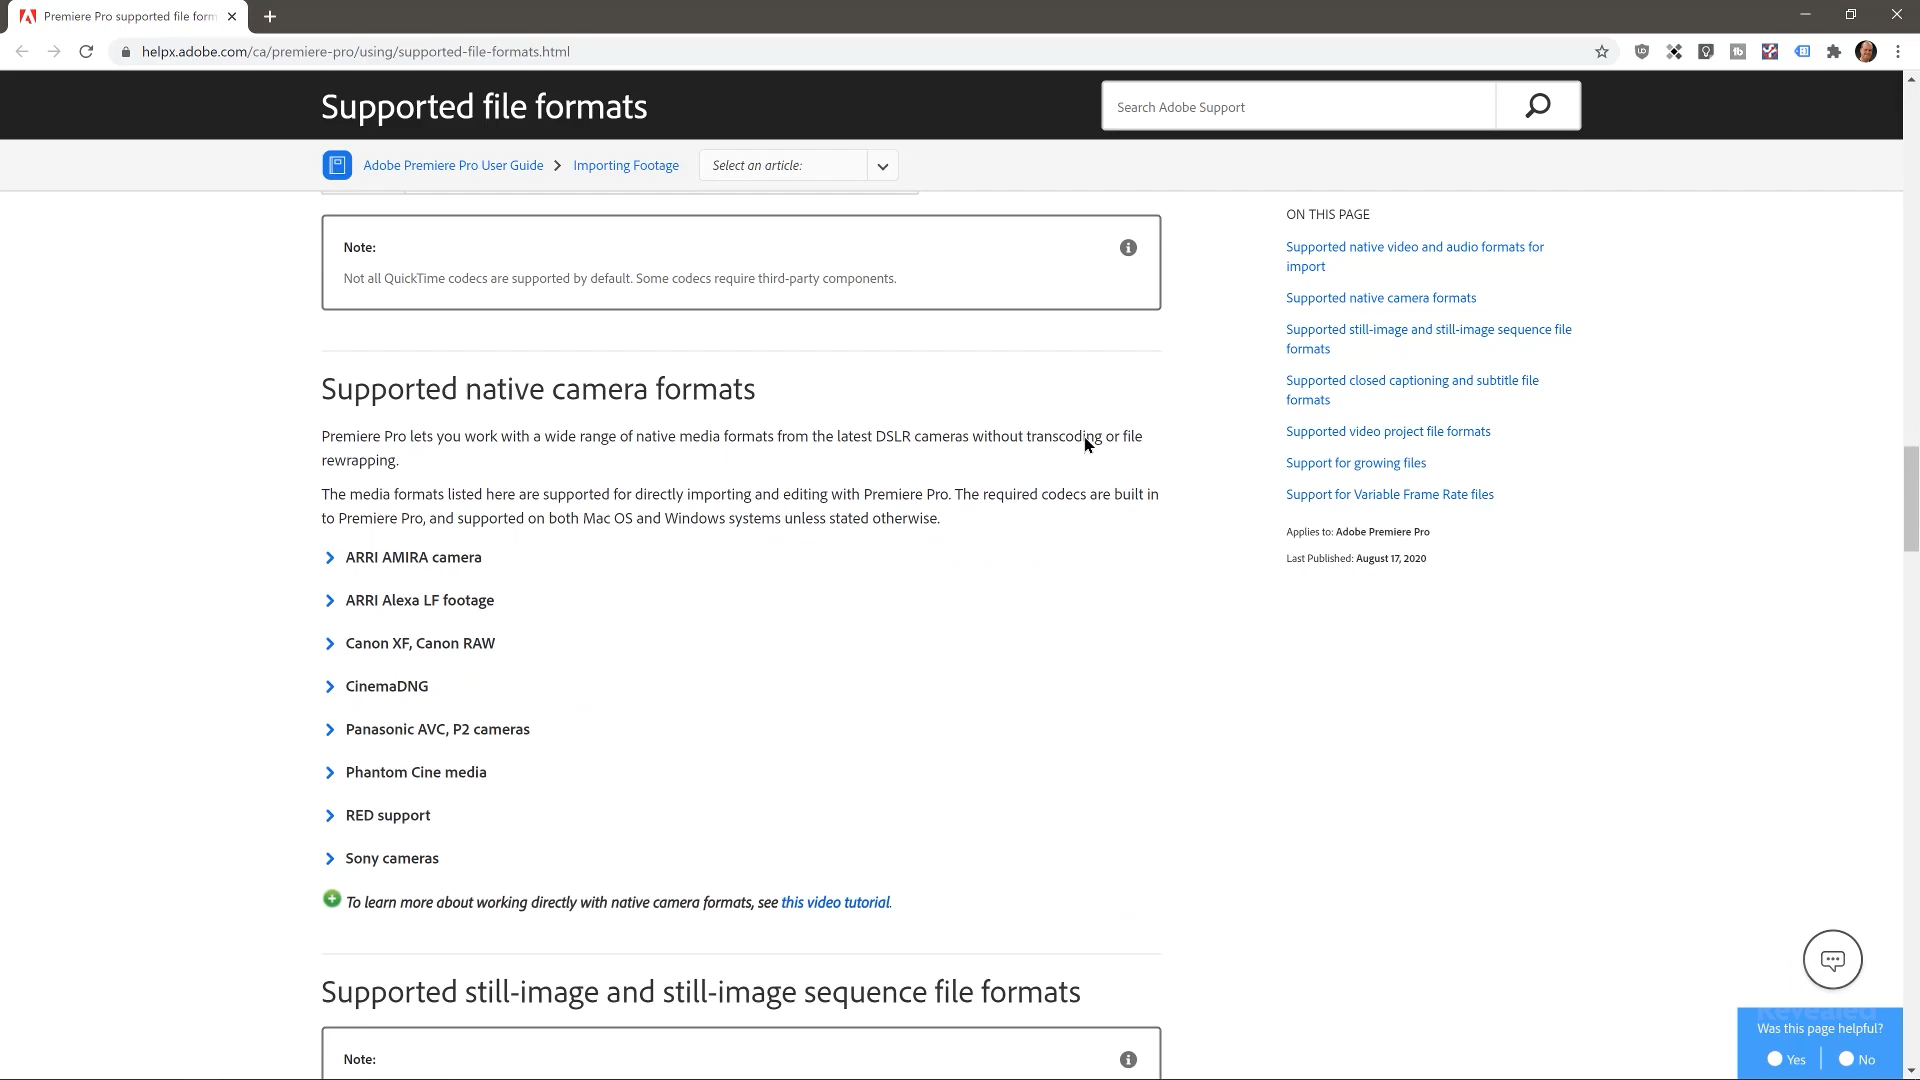 Premiere Pro supported file form
helpx.adobe.com/ca/premiere-pro/using/supported-file-formats.html
Supported file formats
Search Adobe Support
Adobe Premiere Pro User Guide
Importing Footage
Select an article:
Note:
Not all QuickTime codecs are supported by default. Some codecs require third-party components.
Supported native camera formats
Premiere Pro lets you work with a wide range of native media formats from the latest DSLR cameras without transcoding or file
rewrapping.
The media formats listed here are supported for directly importing and editing with Premiere Pro. The required codecs are built in
to Premiere Pro, and supported on both Mac OS and Windows systems unless stated otherwise.
ARRI AMIRA camera
ARRI Alexa LF footage
Canon XF, Canon RAW
CinemaDNG
Panasonic AVC, P2 cameras
Phantom Cine media
RED support
Sony cameras
To learn more about working directly with native camera formats, see this video tutorial.
Supported still-image and still-image sequence file formats
Note:
ON THIS PAGE
Supported native video and audio formats for
import
Supported native camera formats
Supported still-image and still-image sequence file
formats
Supported closed captioning and subtitle file
formats
Supported video project file formats
Support for growing files
Support for Variable Frame Rate files
Applies to: Adobe Premiere Pro
Last Published: August 17, 2020
Revealed
Was this page helpful?
Yes
No